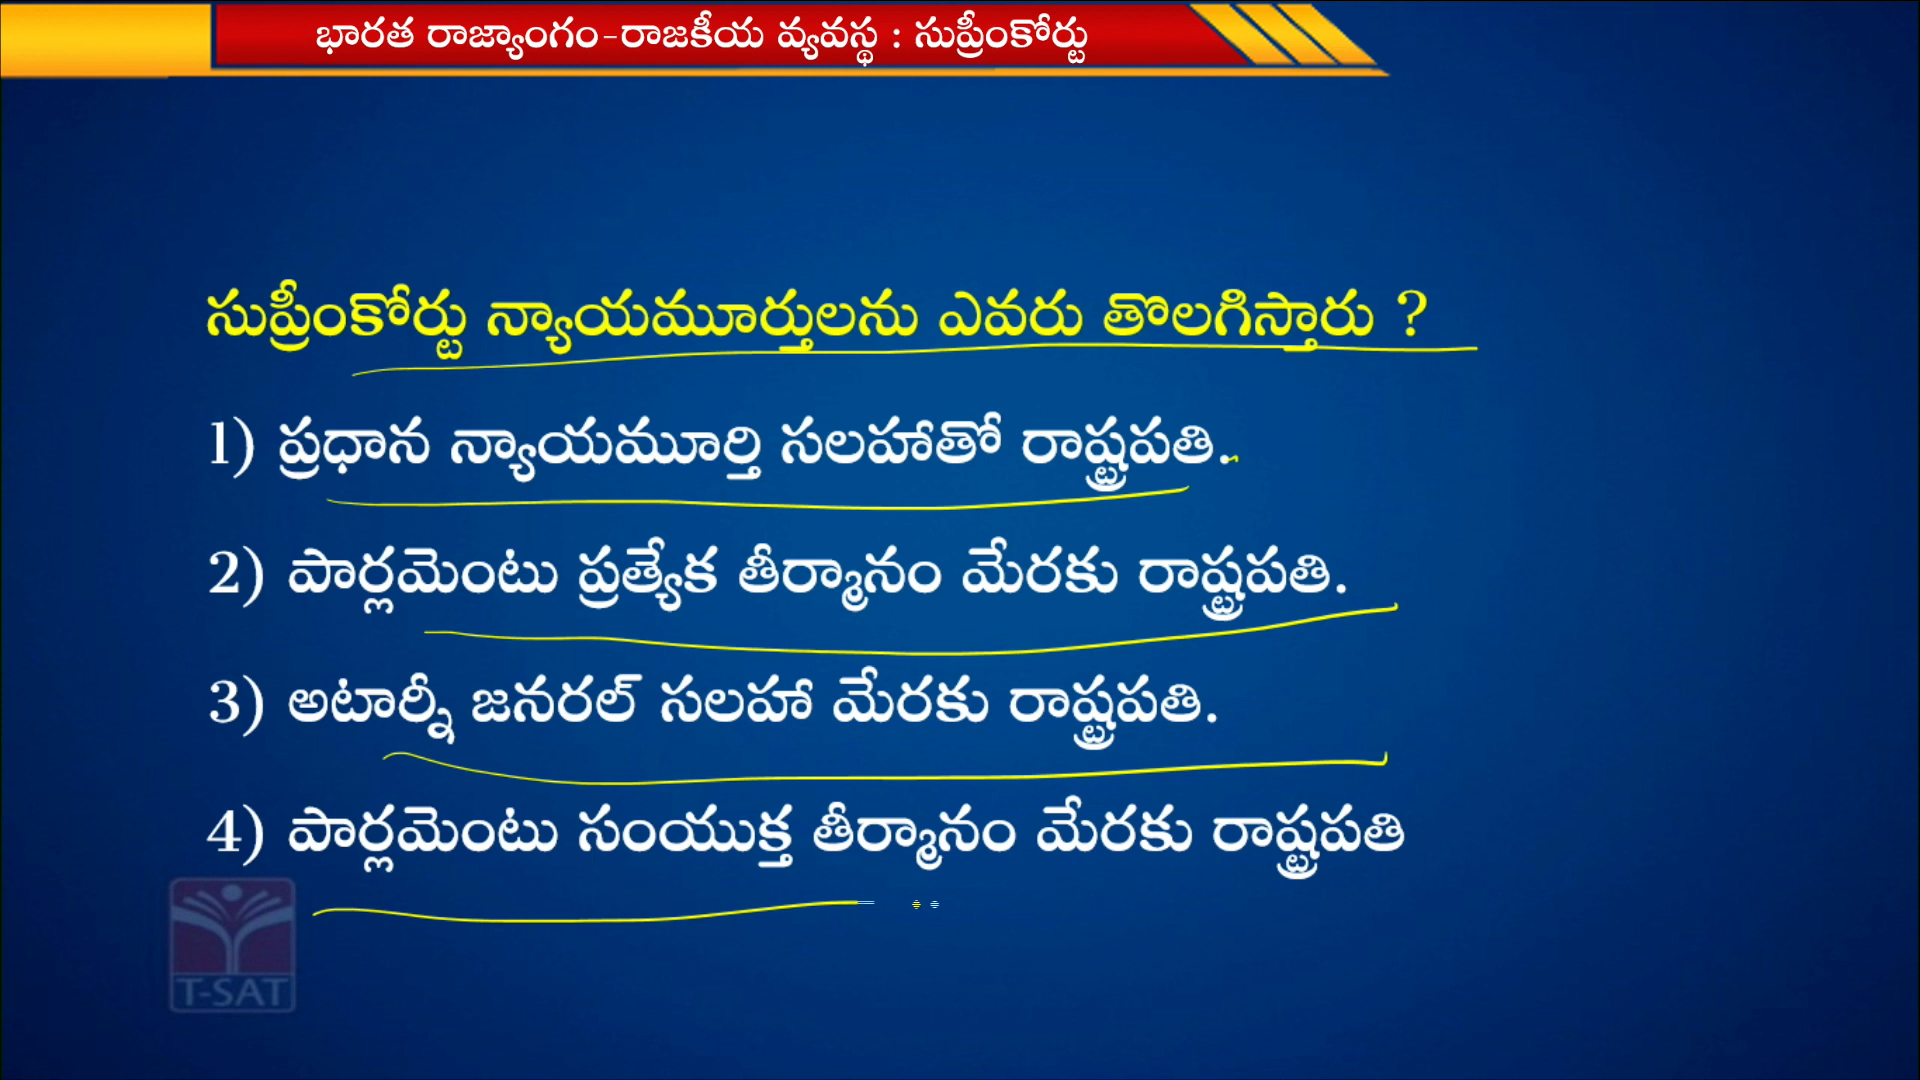 భారత రాజ్యాంగం-రాజకీయ వ్యవస్థ : సుప్రీంకోర్టు
సుప్రీంకోర్టు న్యాయమూర్తులను ఎవరు తొలగిస్తారు ?
1) ప్రధాన న్యాయమూర్తి సలహాతో రాష్ట్రపతి.
2) పార్లమెంటు ప్రత్యేక తీర్మానం మేరకు రాష్ట్రపతి.
3) అటార్నీ జనరల్ సలహా మేరకు రాష్ట్రపతి.
4) పార్లమెంటు సంయుక్త తీర్మానం మేరకు రాష్ట్రపతి
T-SAT